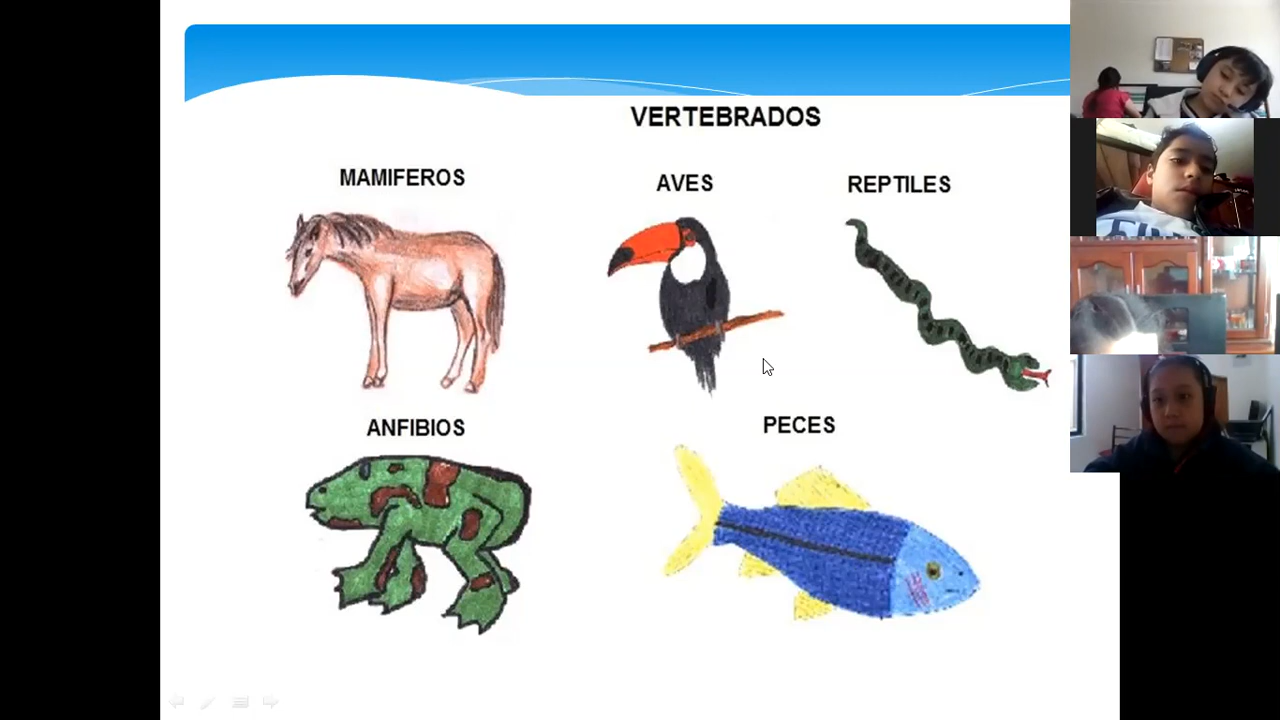 VERTEBRADOS
MAMIFEROS
AVES
REPTILES
ANFIBIOS
PECES